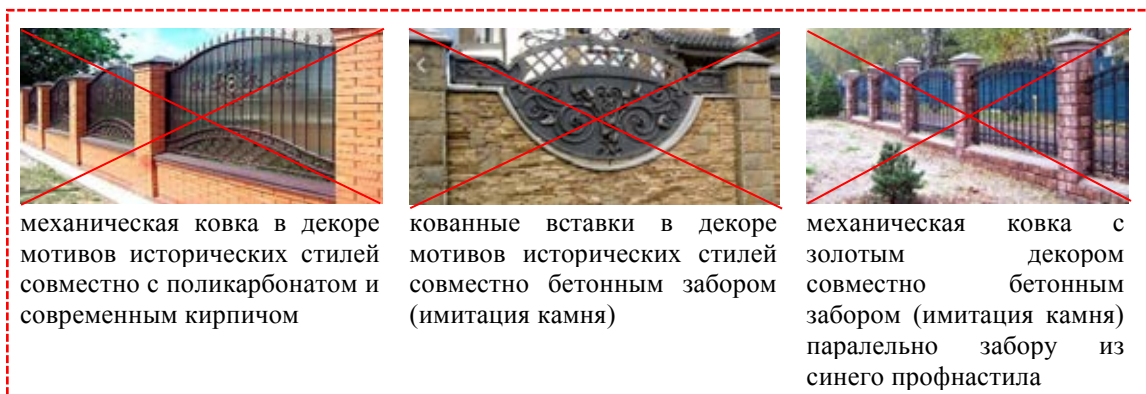 механическая ковка в декоре
мотивов исторических стилей
совместно с поликарбонатом и
современным кирпичом
кованные вставки в декоре
мотивов исторических стилей
совместно бетонным забором
(имитация камня)
механическая ковка с
золотым декором
совместно бетонным
забором (имитация камня)
паралельно забору из
синего профнастила